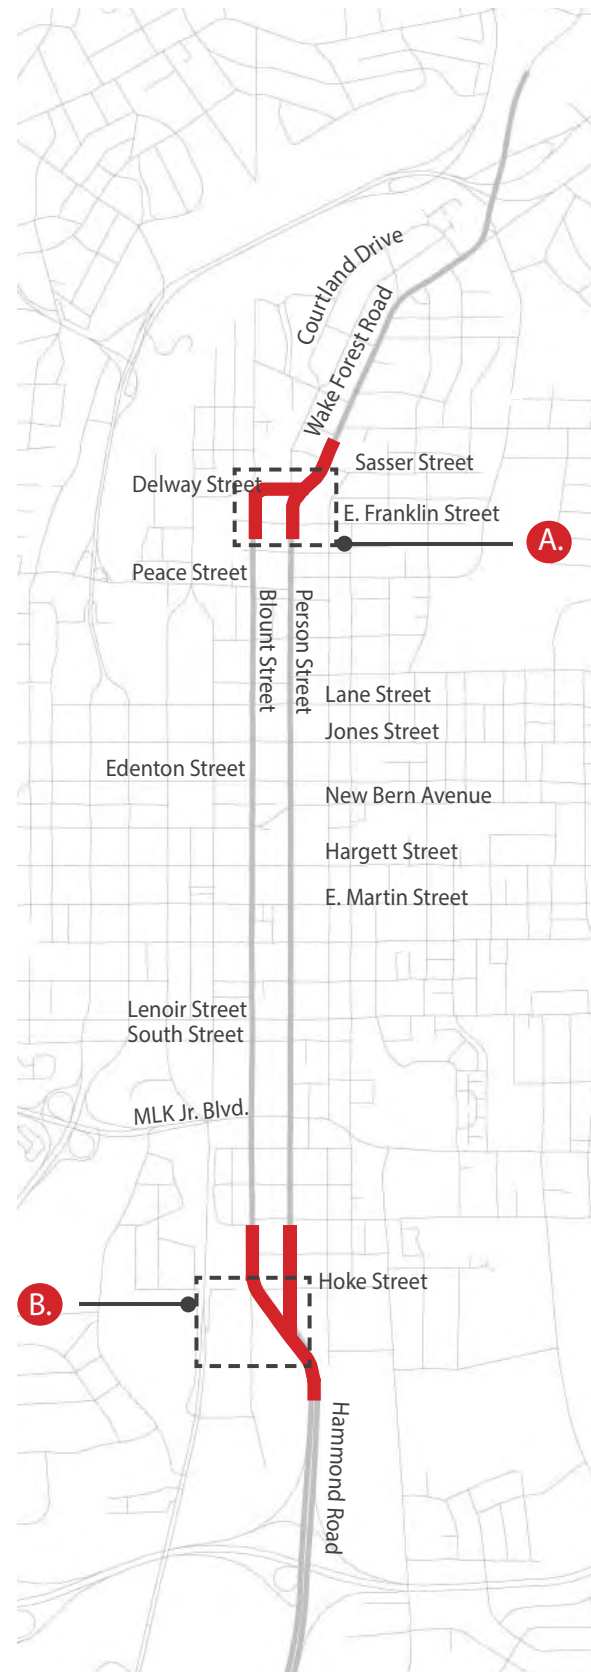 Courtland Drive
Wake Forest Road
Sasser Street
Delway Street
E. Franklin Street
A.
Peace Street
Blount Street
Person Street
Lane Street
Jones Street
Edenton Street
New Bern Avenue
Hargett Street
E. Martin Street
Lenoir Street
South Street
MLK Jr. Blvd.
Hoke Street
B.
Hammond Road